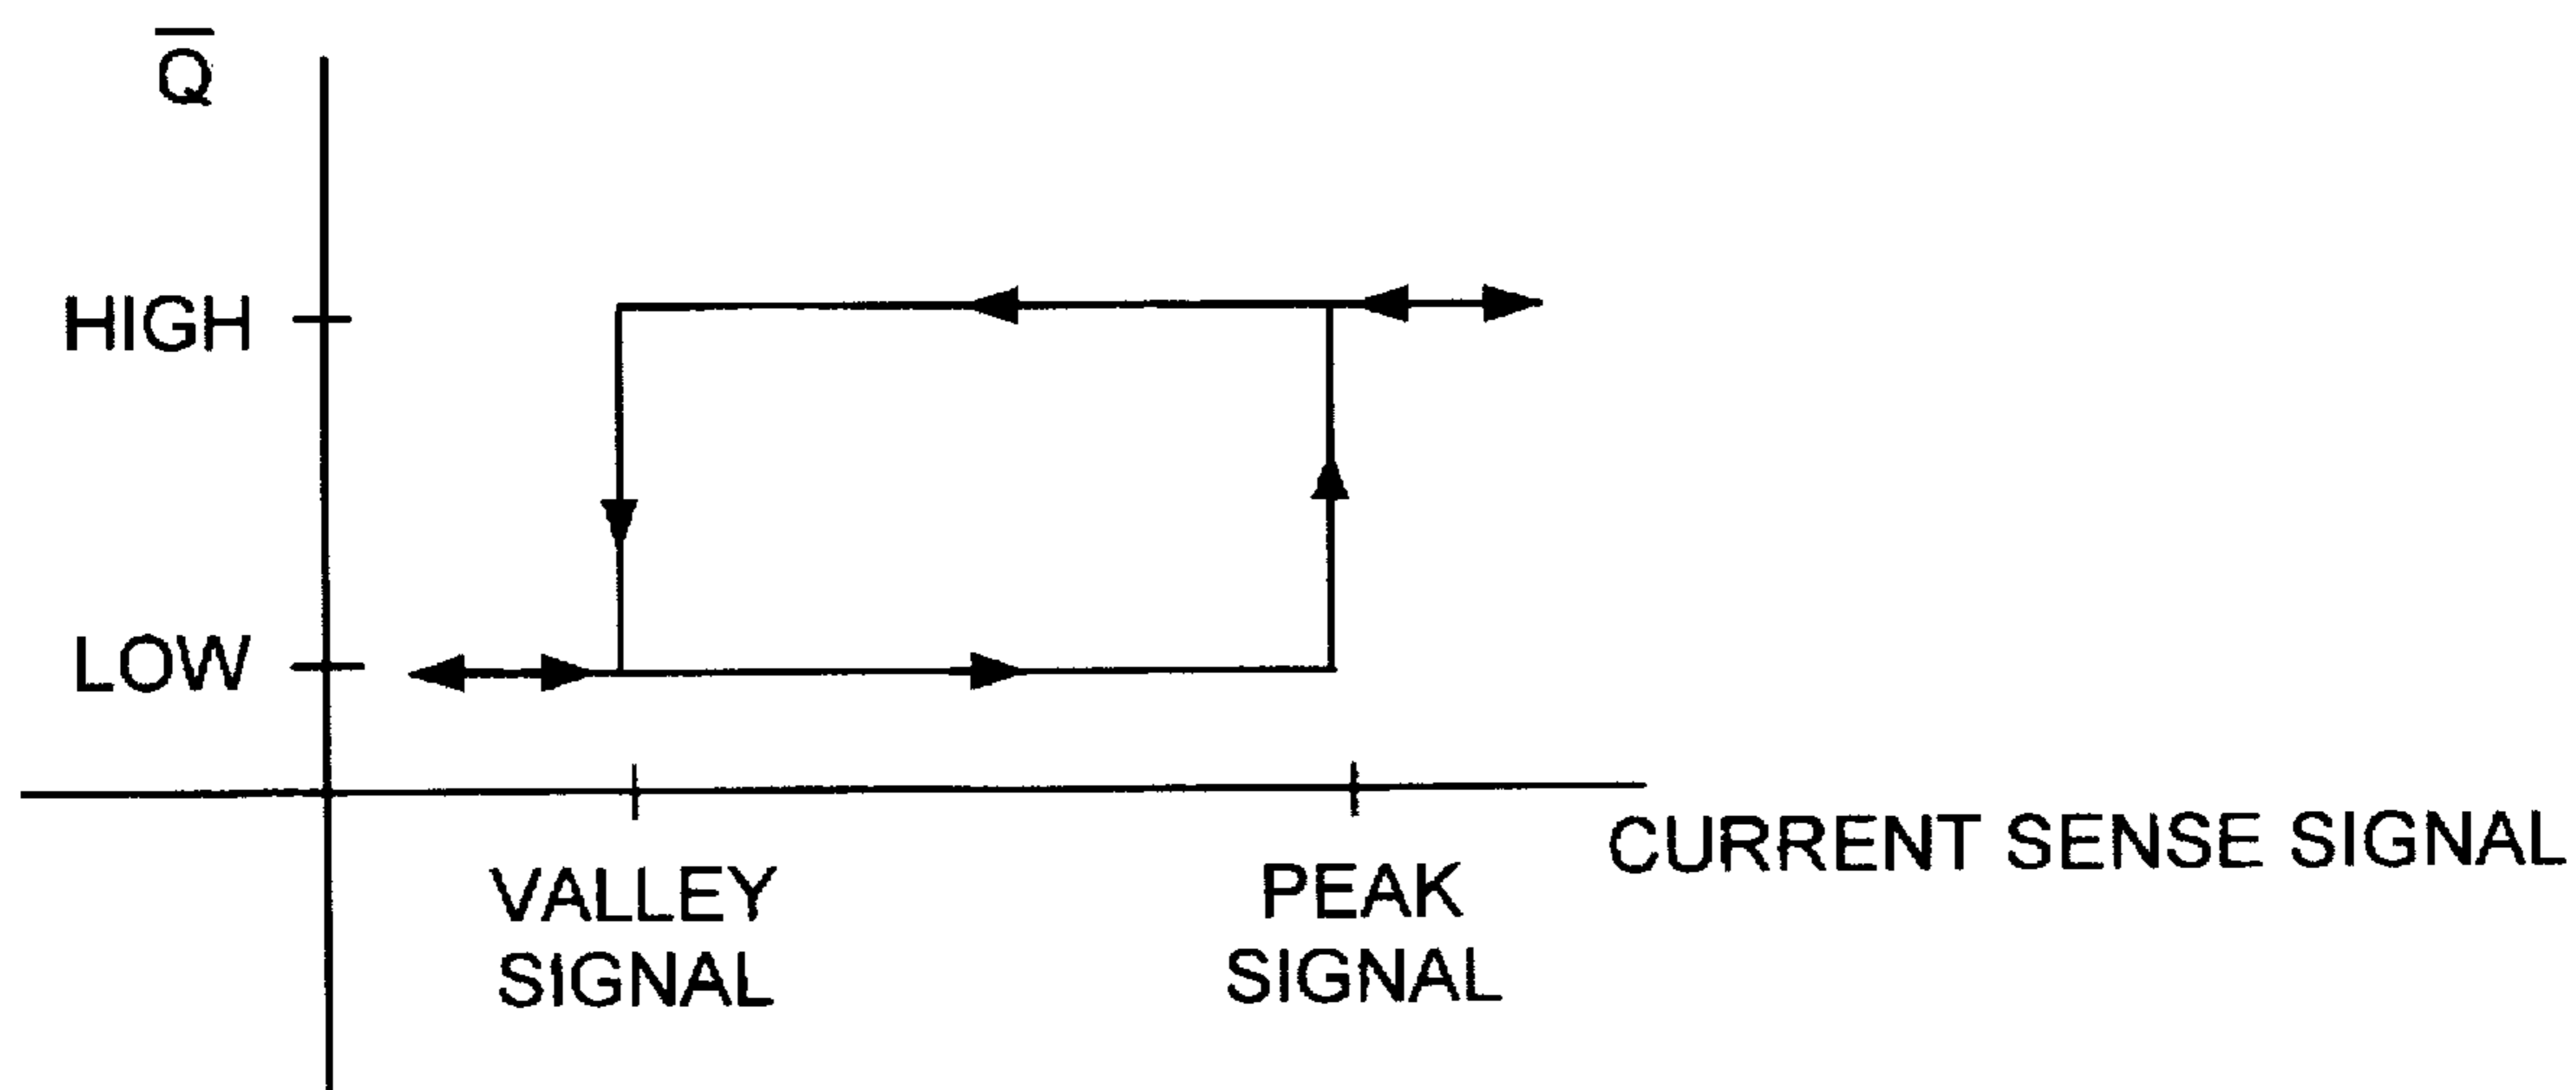 Q̅
HIGH
LOW
VALLEY
SIGNAL
PEAK
SIGNAL
CURRENT SENSE SIGNAL